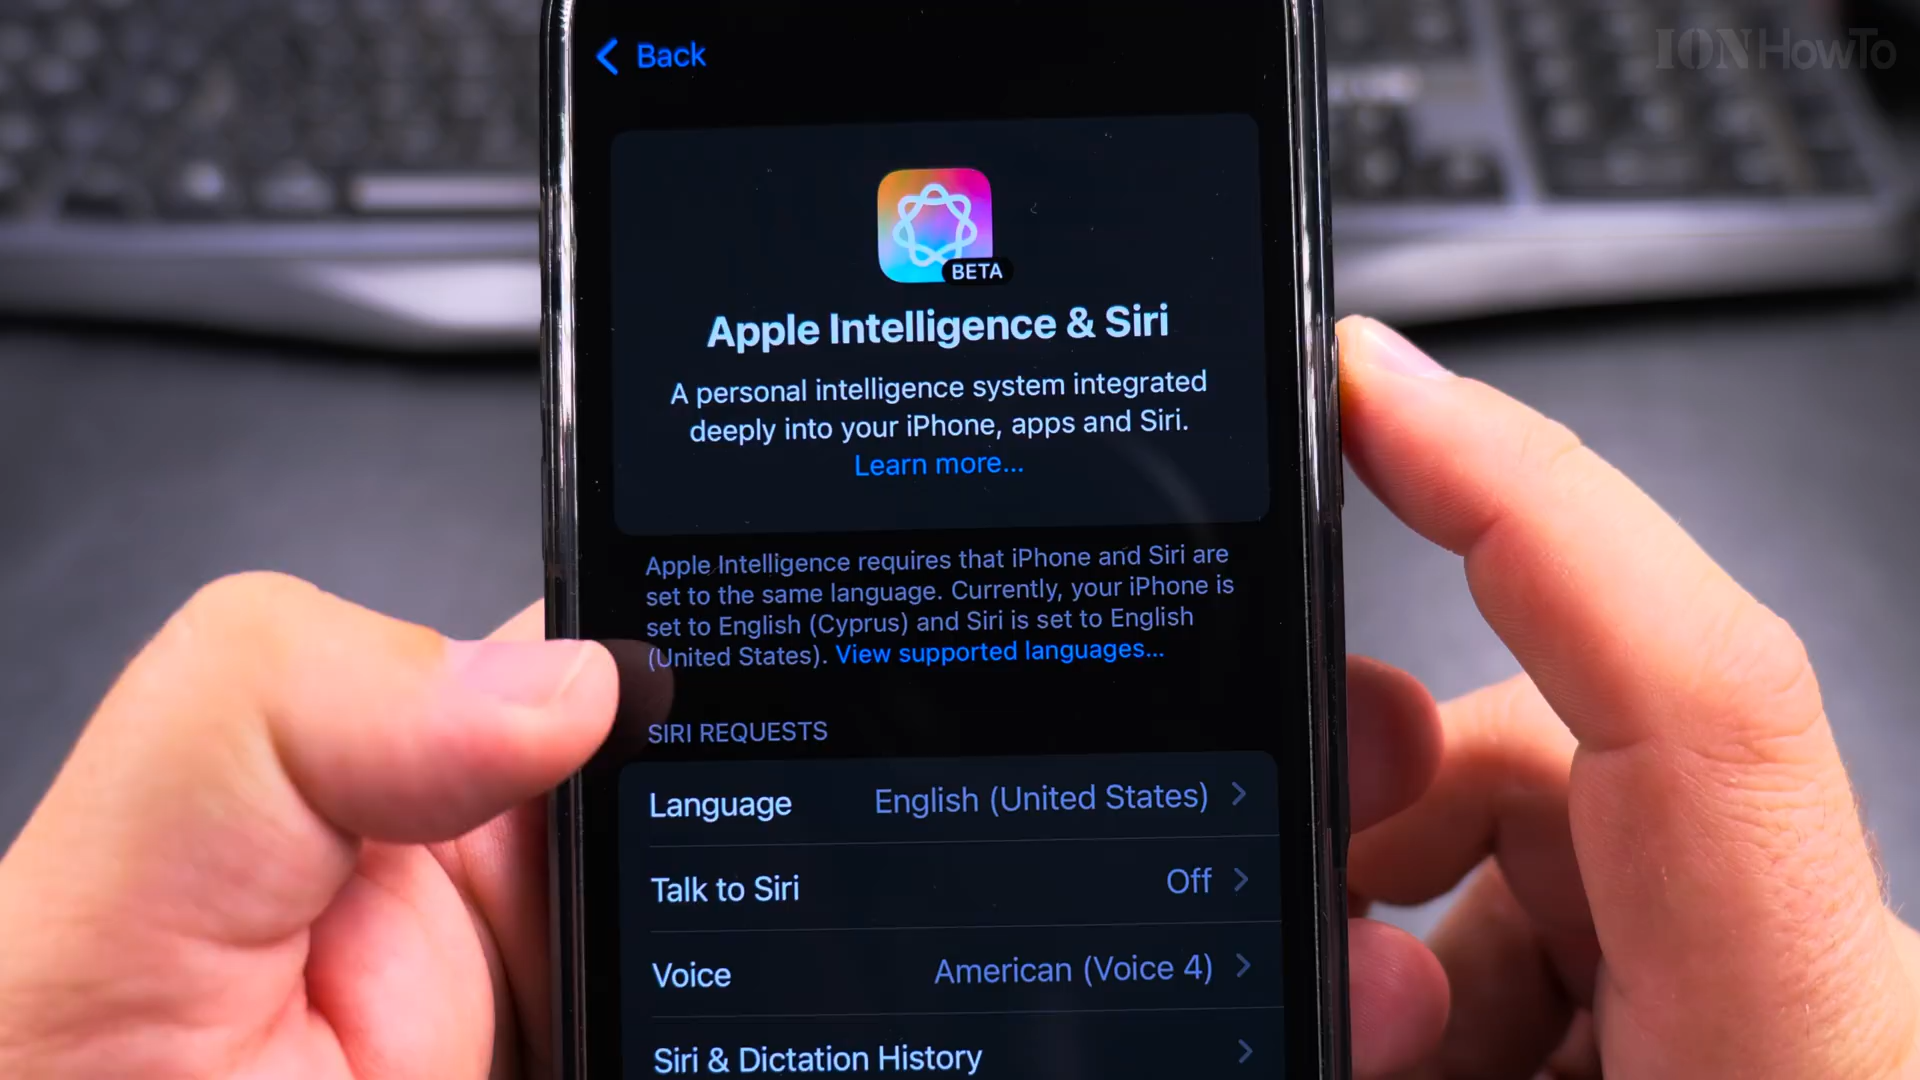 IONHowTo
Back
BETA
Apple Intelligence & Siri
A personal intelligence system integrated
deeply into your iPhone, apps and Siri.
Learn more...
Apple Intelligence requires that iPhone and Siri are
set to the same language. Currently, your iPhone is
set to English (Cyprus) and Siri is set to English
(United States). View supported languages...
SIRI REQUESTS
Language English (United States)
Talk to Siri Off
Voice American (Voice 4)
Siri & Dictation History